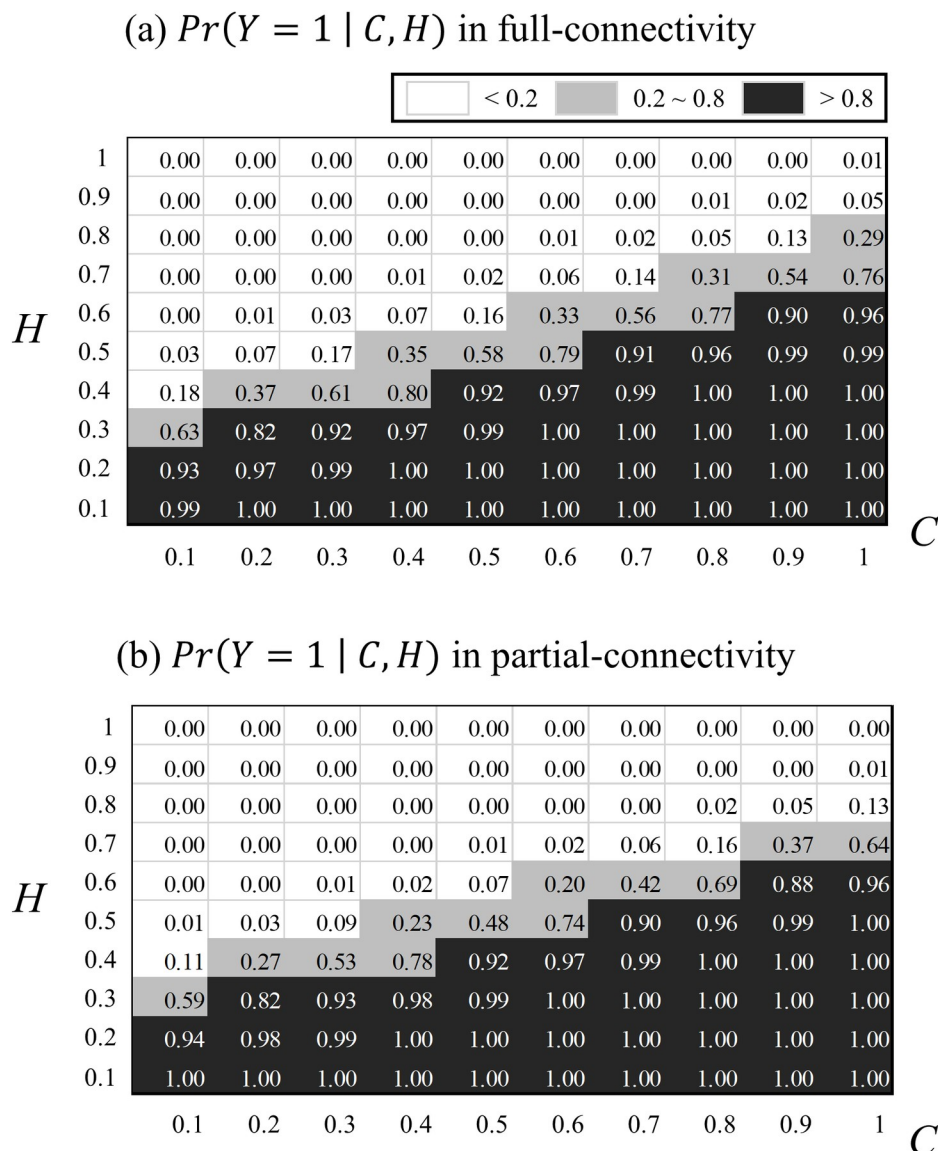 (a) Pr(Y = 1 | C, H) in full-connectivity
< 0.2 0.2 ~ 0.8 > 0.8
1 0.00 0.00 0.00 0.00 0.00 0.00 0.00 0.00 0.00 0.01
0.9 0.00 0.00 0.00 0.00 0.00 0.00 0.00 0.01 0.02 0.05
0.8 0.00 0.00 0.00 0.00 0.00 0.01 0.02 0.05 0.13 0.29
0.7 0.00 0.00 0.00 0.01 0.02 0.06 0.14 0.31 0.54 0.76
H 0.6 0.00 0.01 0.03 0.07 0.16 0.33 0.56 0.77 0.90 0.96
0.5 0.03 0.07 0.17 0.35 0.58 0.79 0.91 0.96 0.99 0.99
0.4 0.18 0.37 0.61 0.80 0.92 0.97 0.99 1.00 1.00 1.00
0.3 0.63 0.82 0.92 0.97 0.99 1.00 1.00 1.00 1.00 1.00
0.2 0.93 0.97 0.99 1.00 1.00 1.00 1.00 1.00 1.00 1.00
0.1 0.99 1.00 1.00 1.00 1.00 1.00 1.00 1.00 1.00 1.00
0.1 0.2 0.3 0.4 0.5 0.6 0.7 0.8 0.9 1 C
(b) Pr(Y = 1 | C, H) in partial-connectivity
1 0.00 0.00 0.00 0.00 0.00 0.00 0.00 0.00 0.00 0.00
0.9 0.00 0.00 0.00 0.00 0.00 0.00 0.00 0.00 0.00 0.01
0.8 0.00 0.00 0.00 0.00 0.00 0.00 0.00 0.02 0.05 0.13
0.7 0.00 0.00 0.00 0.00 0.01 0.02 0.06 0.16 0.37 0.64
H 0.6 0.00 0.00 0.01 0.02 0.07 0.20 0.42 0.69 0.88 0.96
0.5 0.01 0.03 0.09 0.23 0.48 0.74 0.90 0.96 0.99 1.00
0.4 0.11 0.27 0.53 0.78 0.92 0.97 0.99 1.00 1.00 1.00
0.3 0.59 0.82 0.93 0.98 0.99 1.00 1.00 1.00 1.00 1.00
0.2 0.94 0.98 0.99 1.00 1.00 1.00 1.00 1.00 1.00 1.00
0.1 1.00 1.00 1.00 1.00 1.00 1.00 1.00 1.00 1.00 1.00
0.1 0.2 0.3 0.4 0.5 0.6 0.7 0.8 0.9 1 C